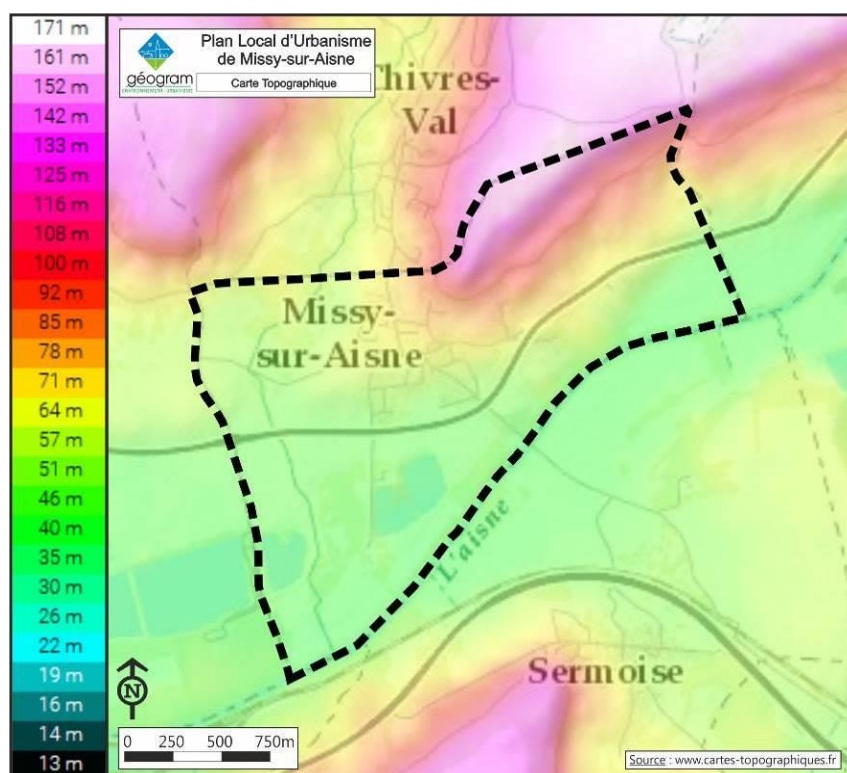 171 m
161 m
152 m
142 m
133 m
125 m
116 m
108 m
100 m
92 m
85 m
78 m
71 m
64 m
57 m
51 m
46 m
40 m
35 m
30 m
26 m
22 m
19 m
16 m
14 m
13 m
géogram
ENVIRONNEMENT - URBANISME
Plan Local d'Urbanisme
de Missy-sur-Aisne
Carte Topographique
Chivres-
Val
Missy-
sur-Aisne
L'aisne
Sermoise
N
0 250 500 750m
Source : www.cartes-topographiques.fr